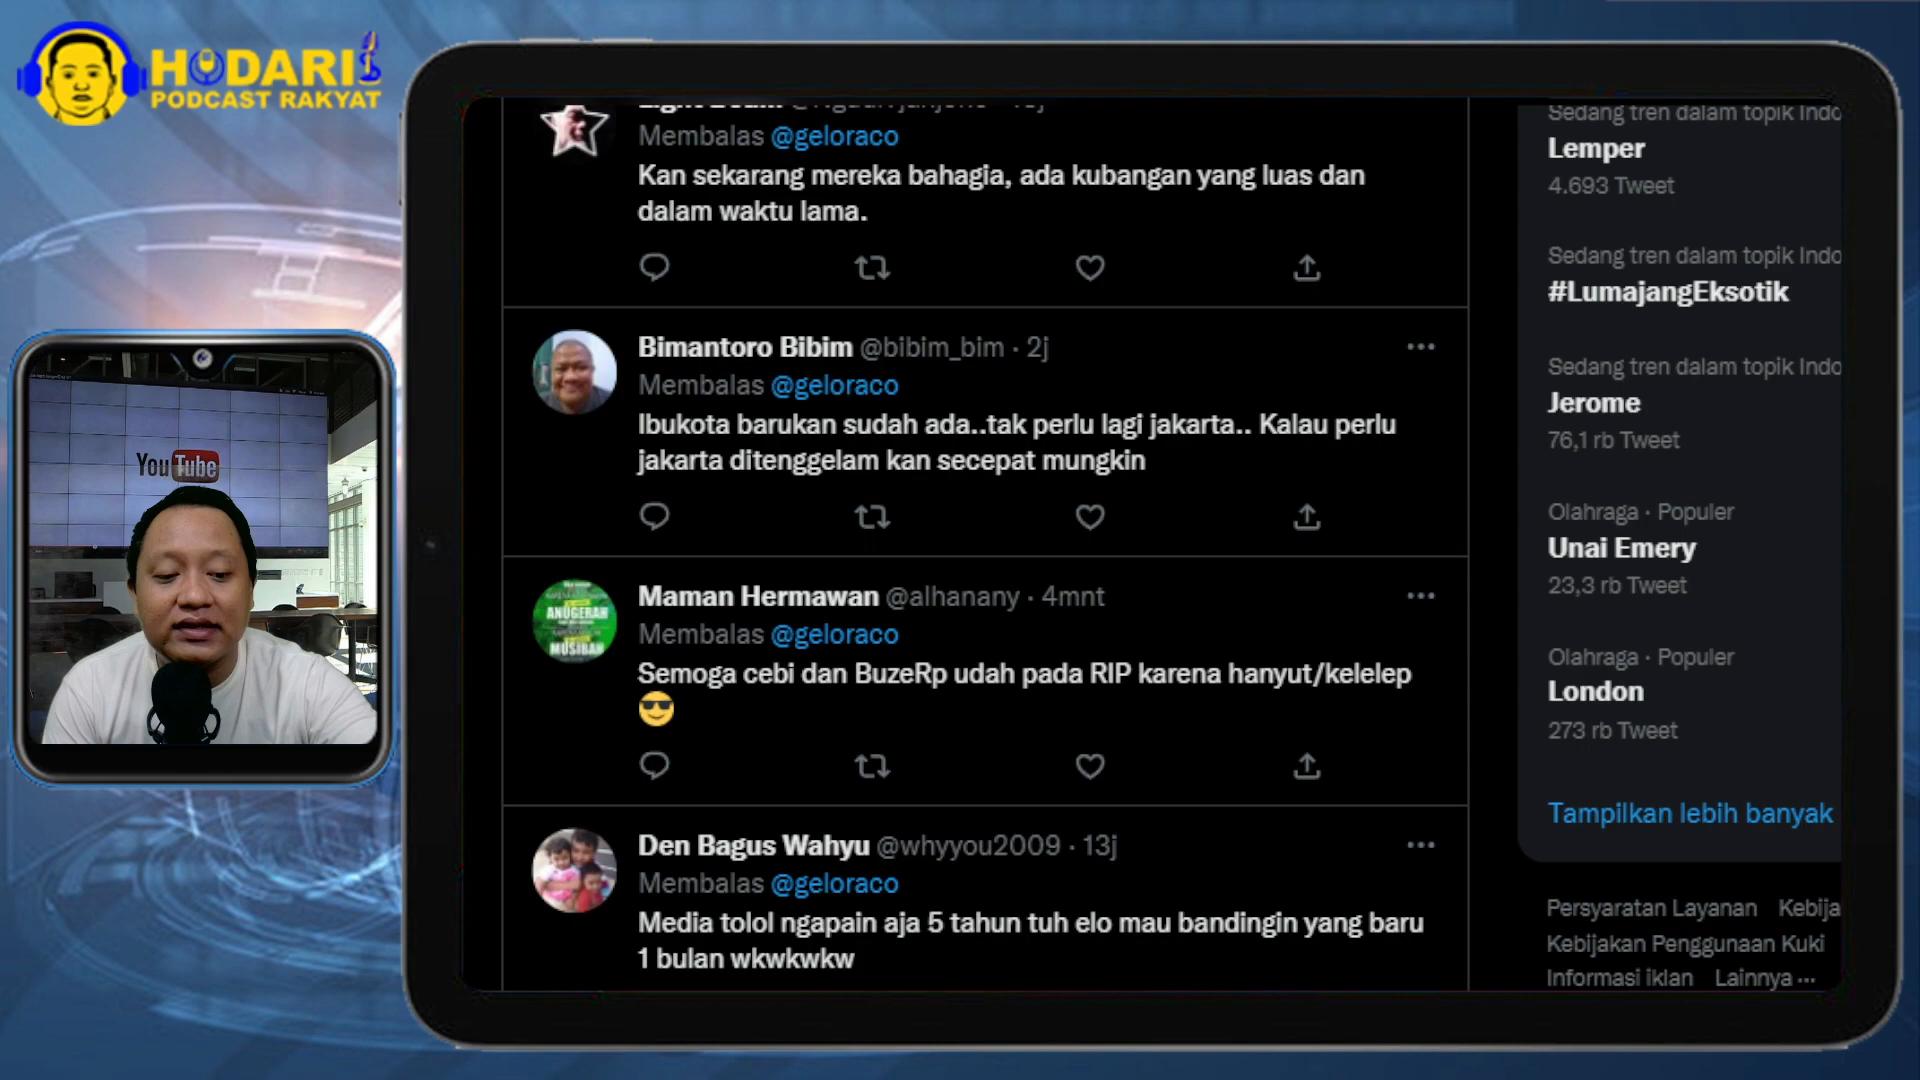 HODARI
PODCAST RAKYAT
YouTube
Membalas @geloraco
Kan sekarang mereka bahagia, ada kubangan yang luas dan
dalam waktu lama.
Bimantoro Bibim @bibim_bim · 2j
Membalas @geloraco
Ibukota barukan sudah ada..tak perlu lagi jakarta.. Kalau perlu
jakarta ditenggelam kan secepat mungkin
ANUGERAH
MUSIBAH
Maman Hermawan @alhanany · 4mnt
Membalas @geloraco
Semoga cebi dan BuzeRp udah pada RIP karena hanyut/kelelep
😎
Den Bagus Wahyu @whyyou2009 · 13j
Membalas @geloraco
Media tolol ngapain aja 5 tahun tuh elo mau bandingin yang baru
1 bulan wkwkwkw
Sedang tren dalam topik Indo
Lemper
4.693 Tweet
Sedang tren dalam topik Indo
#LumajangEksotik
Sedang tren dalam topik Indo
Jerome
76,1 rb Tweet
Olahraga · Populer
Unai Emery
23,3 rb Tweet
Olahraga · Populer
London
273 rb Tweet
Tampilkan lebih banyak
Persyaratan Layanan Kebija
Kebijakan Penggunaan Kuki
Informasi iklan Lainnya ···